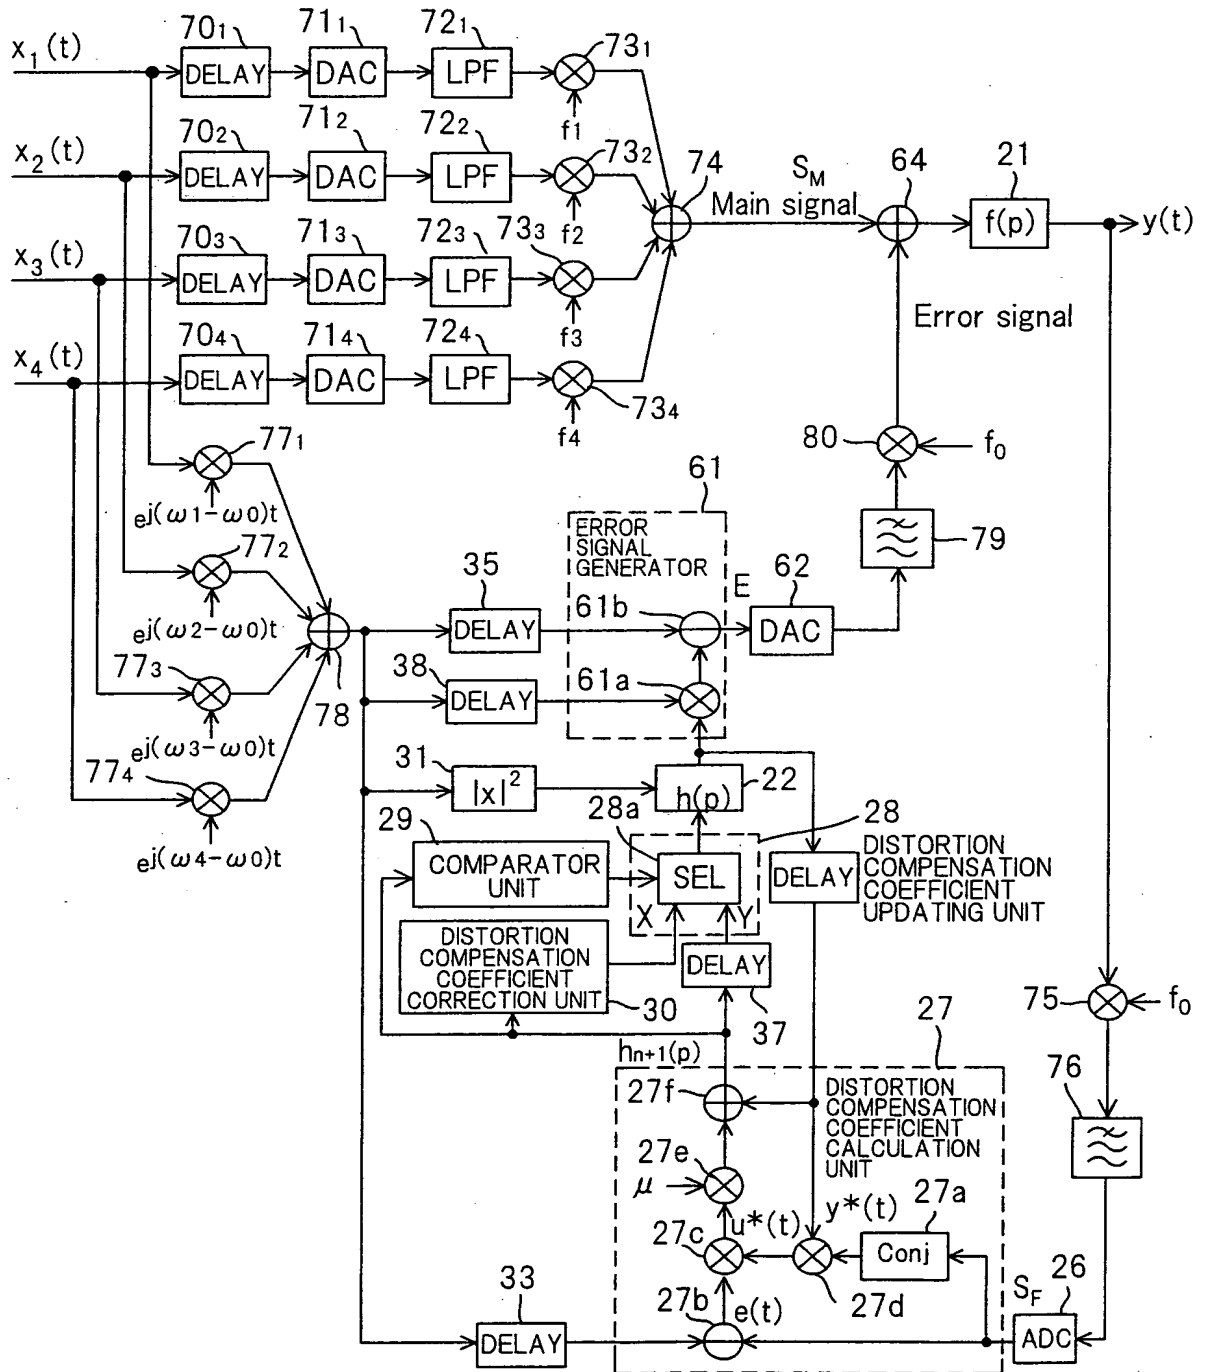 x1(t)
701
DELAY
711
DAC
721
LPF
731
f1
x2(t)
702
DELAY
712
DAC
722
LPF
732
f2
x3(t)
703
DELAY
713
DAC
723
LPF
733
f3
x4(t)
704
DELAY
714
DAC
724
LPF
734
f4
74
SM
Main signal
64
21
f(p)
y(t)
Error signal
80
f0
79
771
ej(ω1-ω0)t
772
ej(ω2-ω0)t
773
ej(ω3-ω0)t
774
ej(ω4-ω0)t
78
35
DELAY
38
DELAY
61
ERROR
SIGNAL
GENERATOR
61b
61a
E
62
DAC
31
|x|2
h(p)
22
28a
28
29
COMPARATOR
UNIT
SEL
X
Y
DELAY
DISTORTION
COMPENSATION
COEFFICIENT
UPDATING UNIT
DISTORTION
COMPENSATION
COEFFICIENT
CORRECTION UNIT
30
DELAY
37
75
f0
76
hn+1(p)
27
27f
DISTORTION
COMPENSATION
COEFFICIENT
CALCULATION
UNIT
27e
μ
27c
u*(t)
y*(t)
27a
Conj
27d
27b
e(t)
33
DELAY
SF
26
ADC